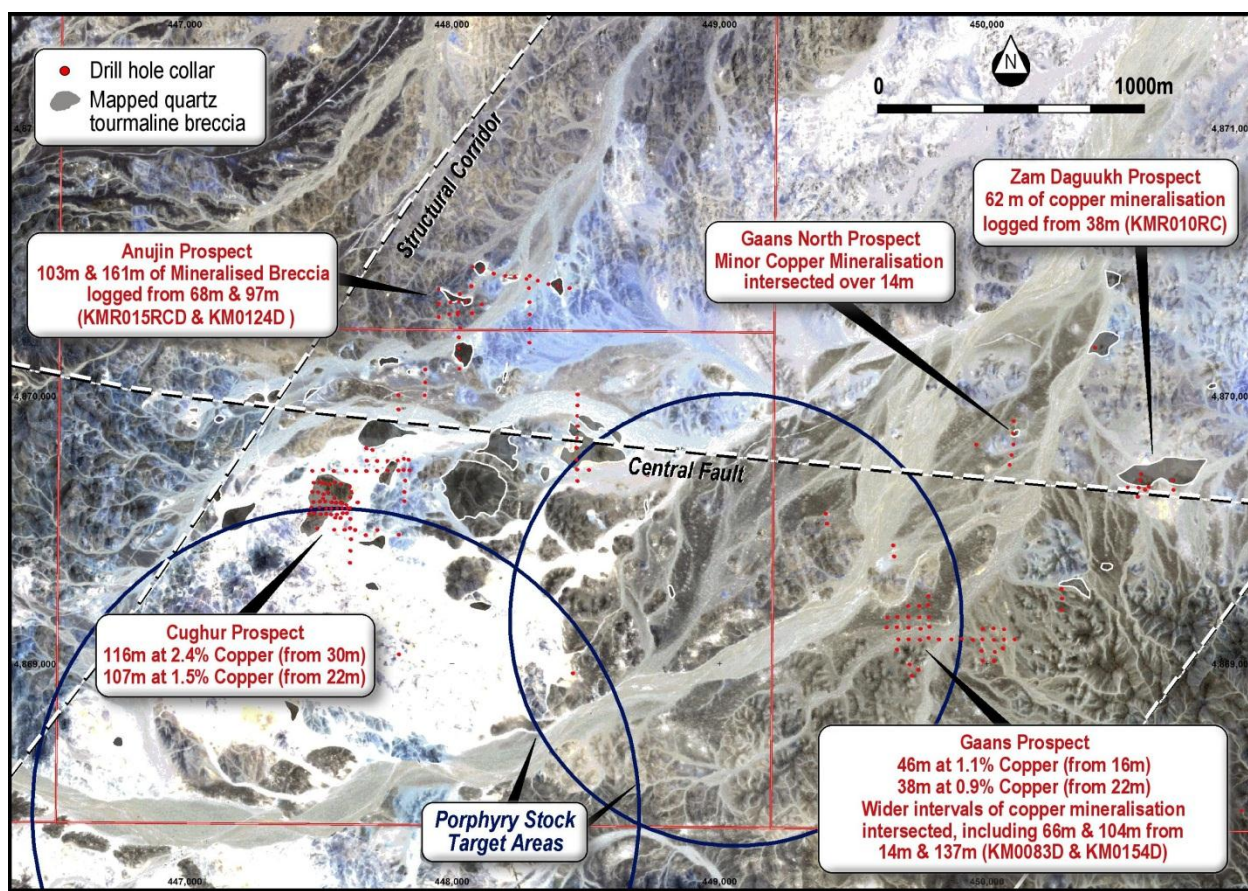 447,000
448,000
449,000
450,000
Drill hole collar
Mapped quartz
tourmaline breccia
N
0
1000m
4,871,000
Structural Corridor
Zam Daguukh Prospect
62 m of copper mineralisation
logged from 38m (KMR010RC)
Anujin Prospect
103m & 161m of Mineralised Breccia
logged from 68m & 97m
(KMR015RCD & KM0124D )
Gaans North Prospect
Minor Copper Mineralisation
intersected over 14m
4,870,000
4,870,000
Central Fault
Cughur Prospect
116m at 2.4% Copper (from 30m)
107m at 1.5% Copper (from 22m)
4,869,000
4,869,000
Gaans Prospect
46m at 1.1% Copper (from 16m)
38m at 0.9% Copper (from 22m)
Wider intervals of copper mineralisation
intersected, including 66m & 104m from
14m & 137m (KM0083D & KM0154D)
Porphyry Stock
Target Areas
447,000
448,000
449,000
450,000